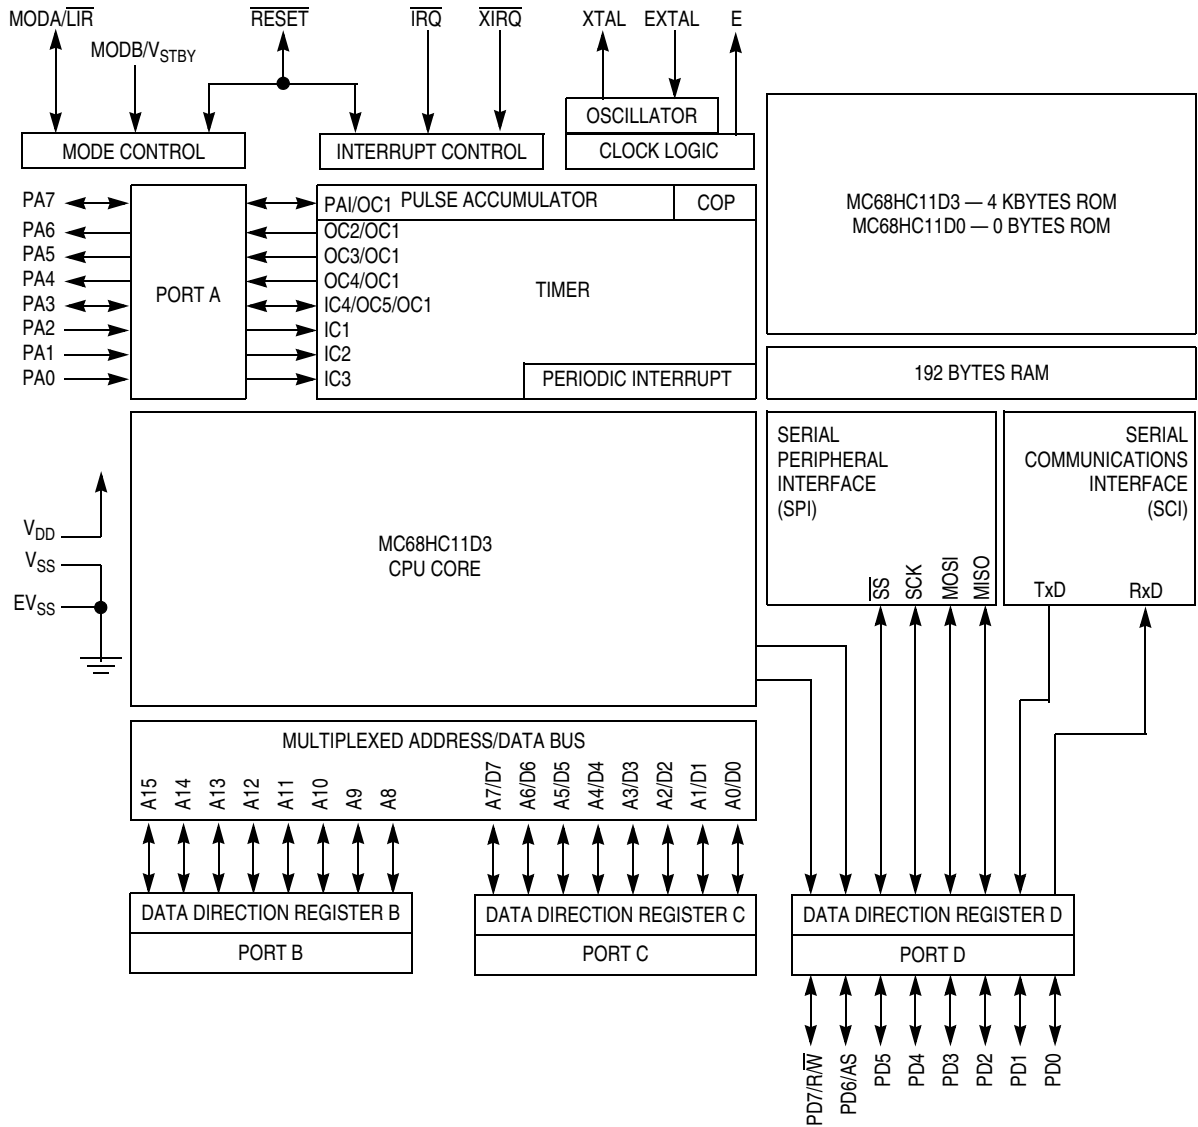 MODA/LIR
RESET
IRQ
XIRQ
XTAL
EXTAL
E
MODB/VSTBY
OSCILLATOR
MODE CONTROL
INTERRUPT CONTROL
CLOCK LOGIC
PA7
PA6
PA5
PA4
PA3
PA2
PA1
PA0
PORT A
PAI/OC1
PULSE ACCUMULATOR
COP
OC2/OC1
OC3/OC1
OC4/OC1
IC4/OC5/OC1
IC1
IC2
IC3
TIMER
PERIODIC INTERRUPT
MC68HC11D3 — 4 KBYTES ROM
MC68HC11D0 — 0 BYTES ROM
192 BYTES RAM
VDD
VSS
EVSS
MC68HC11D3
CPU CORE
SERIAL
PERIPHERAL
INTERFACE
(SPI)
SS
SCK
MOSI
MISO
SERIAL
COMMUNICATIONS
INTERFACE
(SCI)
TxD
RxD
MULTIPLEXED ADDRESS/DATA BUS
A15
A14
A13
A12
A11
A10
A9
A8
A7/D7
A6/D6
A5/D5
A4/D4
A3/D3
A2/D2
A1/D1
A0/D0
DATA DIRECTION REGISTER B
PORT B
DATA DIRECTION REGISTER C
PORT C
DATA DIRECTION REGISTER D
PORT D
PD7/R/W
PD6/AS
PD5
PD4
PD3
PD2
PD1
PD0